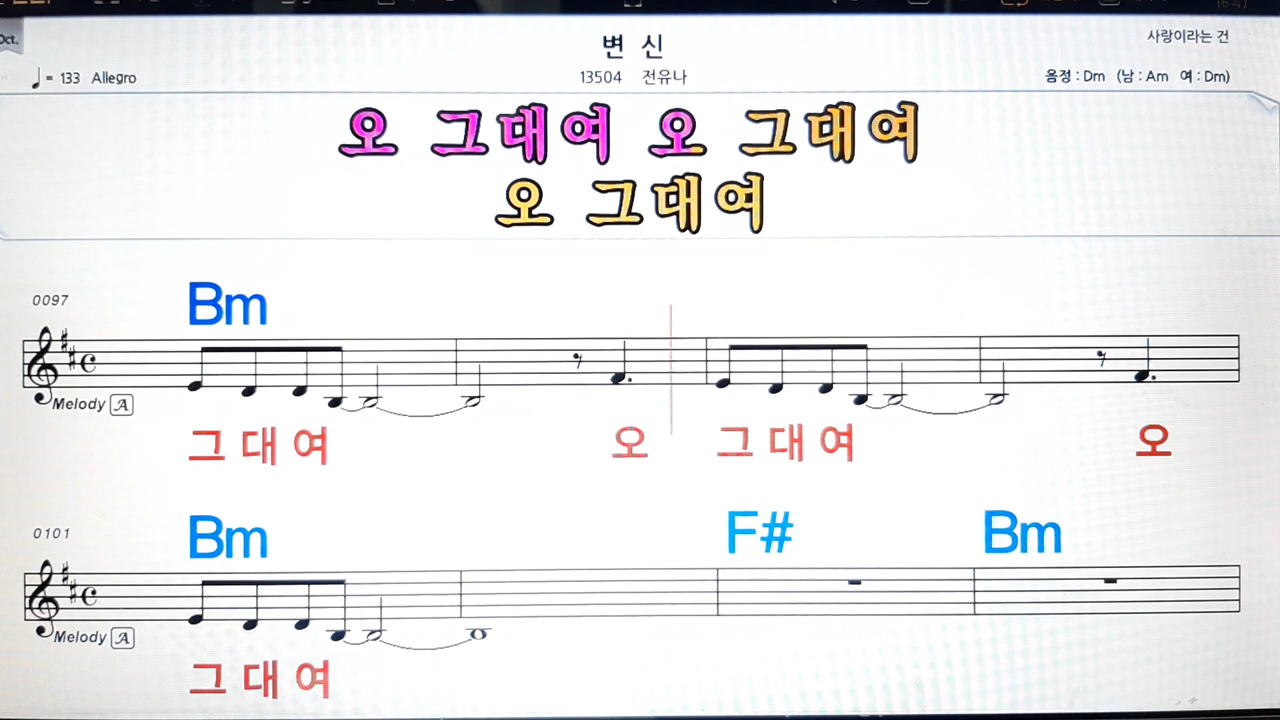 Oct.
변 신
사랑이라는 건
♩= 133 Allegro
13504 전유나
음정 : Dm (남 : Am 여 : Dm)
오 그대여 오 그대여
오 그대여
0097
Bm
Melody A
그 대 여 오 그 대 여 오
0101
Bm F# Bm
Melody A
그 대 여